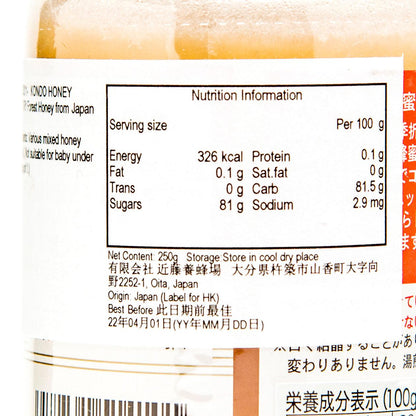 KONDO HONEY
Forest Honey from Japan
mixed honey
suitable for baby under
Nutrition Information
Serving size Per 100 g
Energy 326 kcal Protein 0.1 g
Fat 0.1 g Sat.fat 0 g
Trans 0 g Carb 81.5 g
Sugars 81 g Sodium 2.9 mg
Net Content: 250g Storage Store in cool dry place
有限会社 近藤養蜂場 大分県杵築市山香町大字向
野2252-1, Oita, Japan
Origin: Japan (Label for HK)
Best Before 此日期前最佳
22年04月01日(YY年MM月DD日)
蜜
変わりありません。湯煎
栄養成分表示(100g